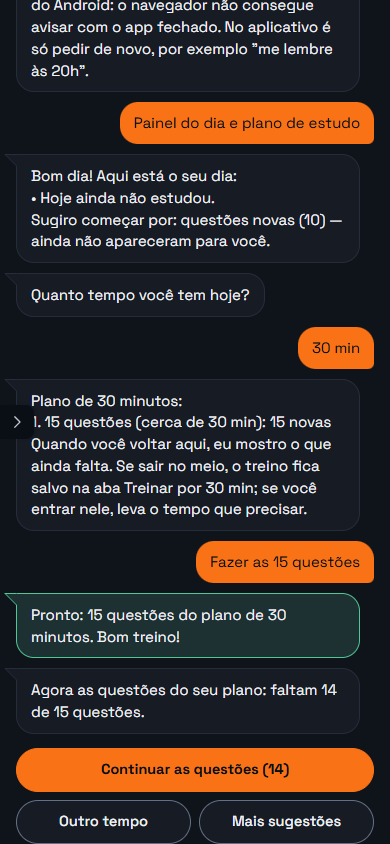 do Android: o navegador não consegue
avisar com o app fechado. No aplicativo é
só pedir de novo, por exemplo "me lembre
às 20h".
Painel do dia e plano de estudo
Bom dia! Aqui está o seu dia:
• Hoje ainda não estudou.
Sugiro começar por: questões novas (10) —
ainda não apareceram para você.
Quanto tempo você tem hoje?
30 min
Plano de 30 minutos:
1. 15 questões (cerca de 30 min): 15 novas
Quando você voltar aqui, eu mostro o que
ainda falta. Se sair no meio, o treino fica
salvo na aba Treinar por 30 min; se você
entrar nele, leva o tempo que precisar.
Fazer as 15 questões
Pronto: 15 questões do plano de 30
minutos. Bom treino!
Agora as questões do seu plano: faltam 14
de 15 questões.
Continuar as questões (14)
Outro tempo
Mais sugestões